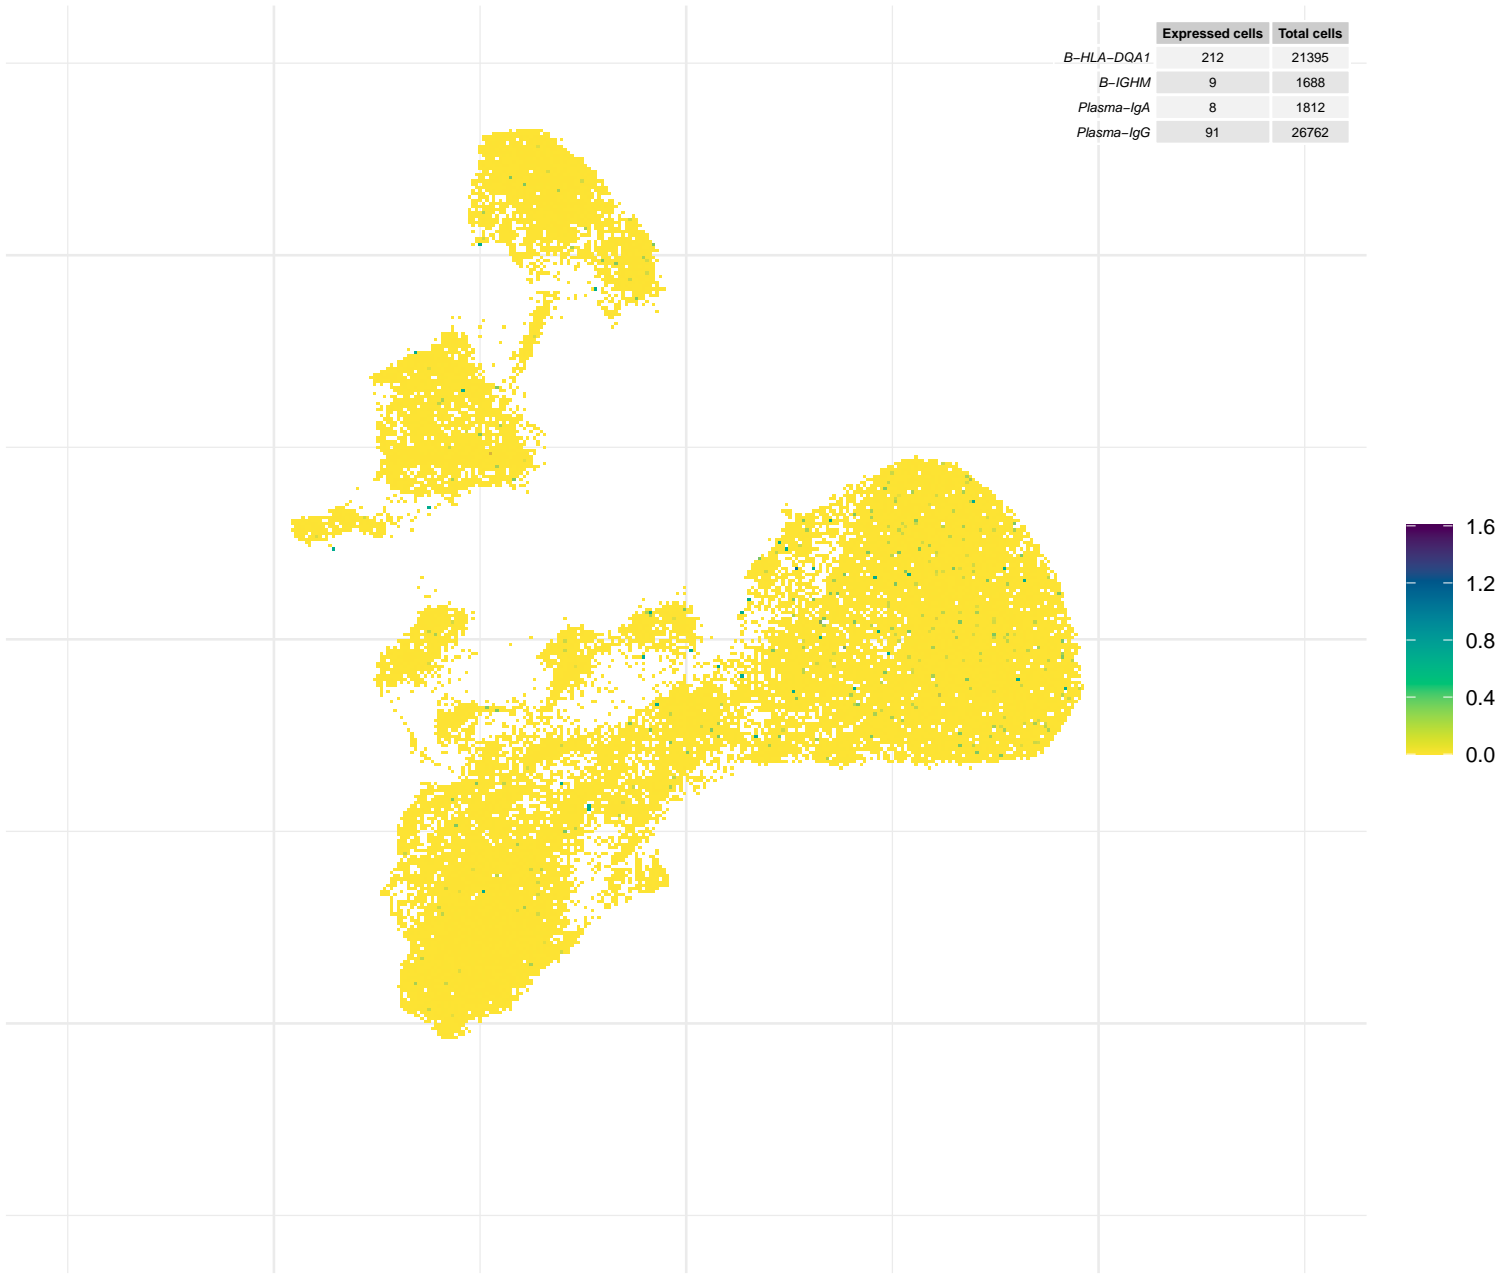 Expressed cells Total cells
B−HLA−DQA1 212 21395
B−IGHM 9 1688
Plasma−IgA 8 1812
Plasma−IgG 91 26762
1.6
1.2
0.8
0.4
0.0